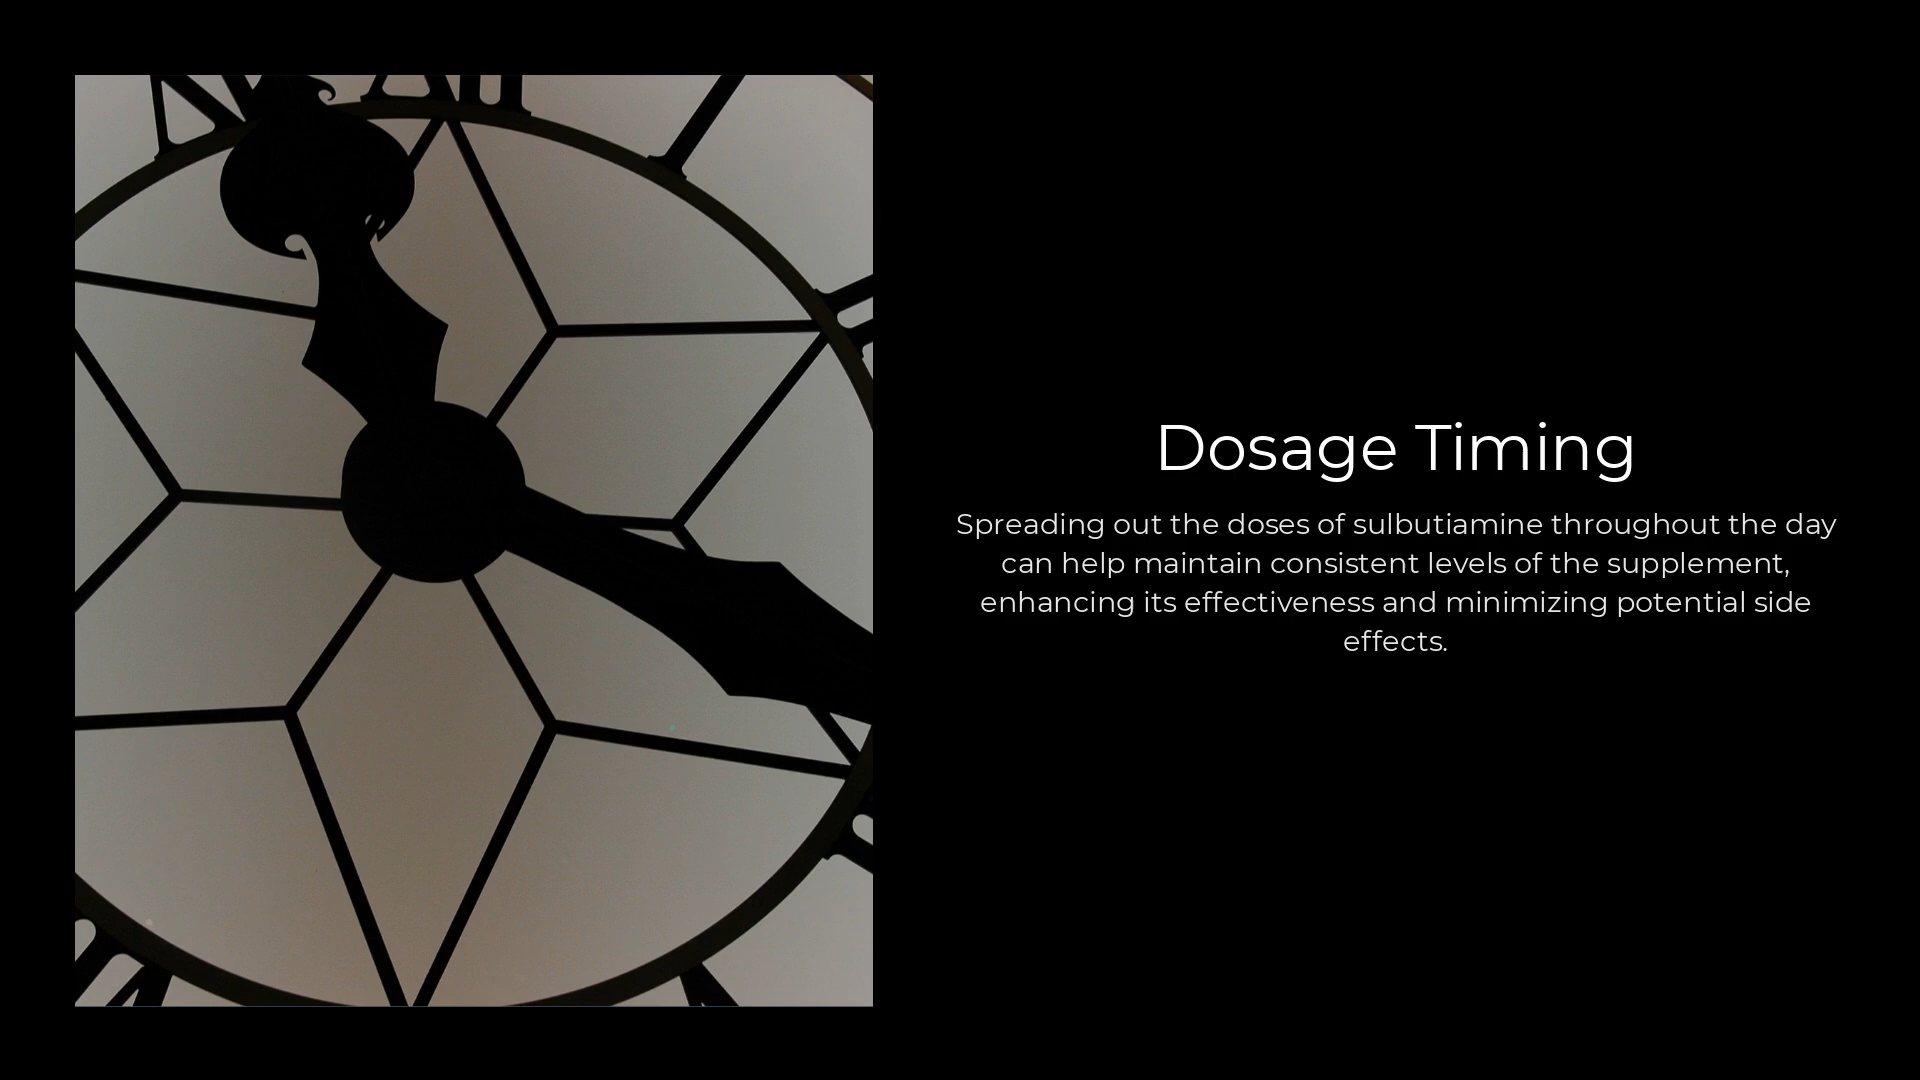 Dosage Timing
Spreading out the doses of sulbutiamine throughout the day
can help maintain consistent levels of the supplement,
enhancing its effectiveness and minimizing potential side
effects.